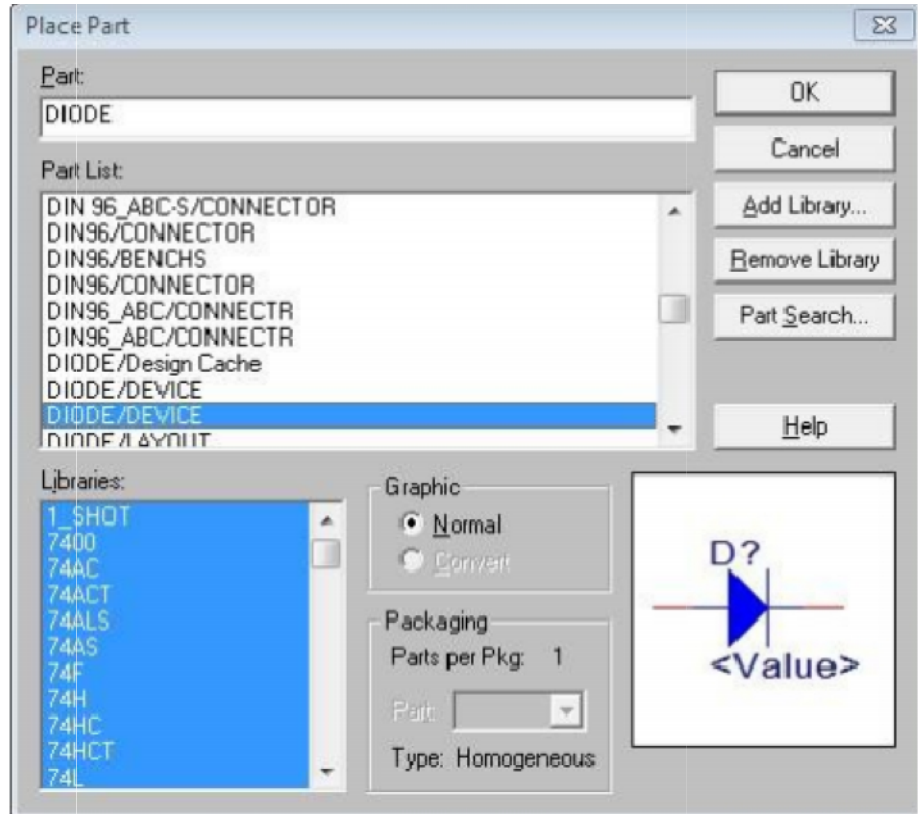 Place Part
Part:
DIODE
OK
Cancel
Part List:
DIN 96_ABC-S/CONNECTOR
DIN96/CONNECTOR
DIN96/BENCHS
DIN96/CONNECTOR
DIN96_ABC/CONNECTR
DIN96_ABC/CONNECTR
DIODE/Design Cache
DIODE/DEVICE
DIODE/DEVICE
DIODE/LAYOUT
Add Library...
Remove Library
Part Search...
Help
Libraries:
1_SHOT
7400
74AC
74ACT
74ALS
74AS
74F
74H
74HC
74HCT
74L
Graphic
Normal
Convert
Packaging
Parts per Pkg: 1
Part:
Type: Homogeneous
D?
<Value>